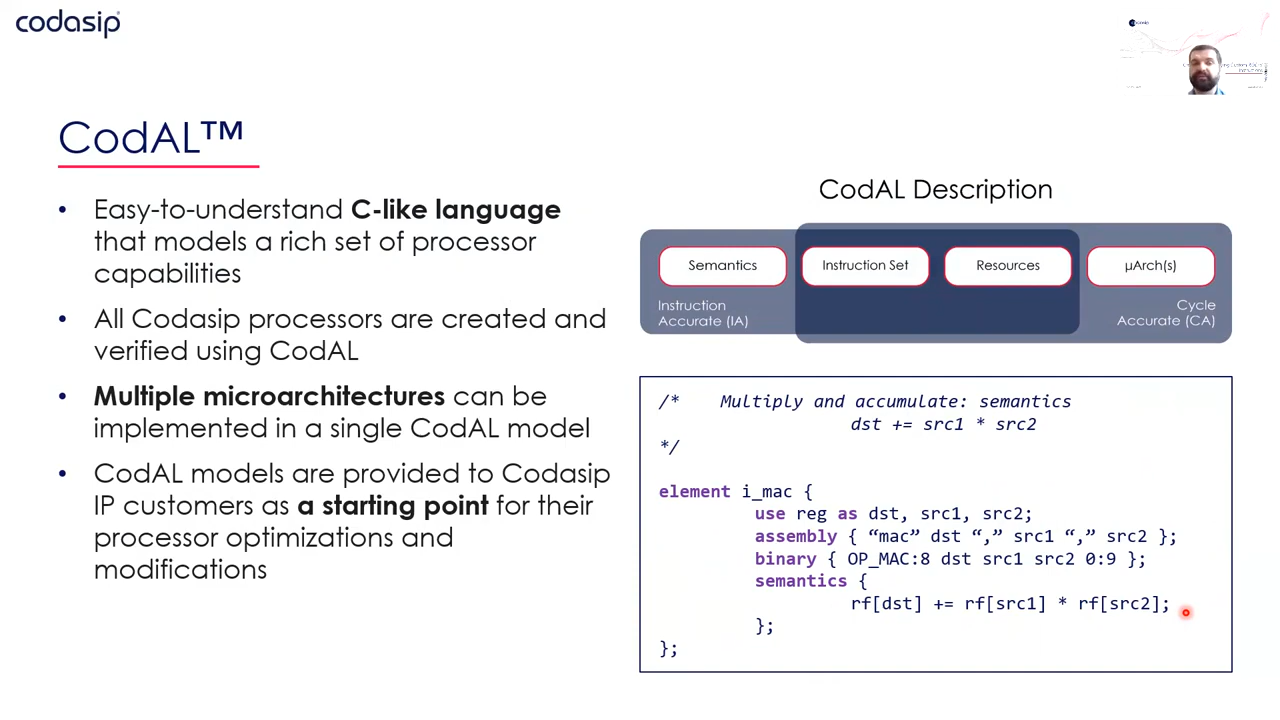 codasip
CodAL™
• Easy-to-understand C-like language
that models a rich set of processor
capabilities
• All Codasip processors are created and
verified using CodAL
• Multiple microarchitectures can be
implemented in a single CodAL model
• CodAL models are provided to Codasip
IP customers as a starting point for their
processor optimizations and
modifications
CodAL Description
Semantics
Instruction Set
Resources
µArch(s)
Instruction
Accurate (IA)
Cycle
Accurate (CA)
/* Multiply and accumulate: semantics
dst += src1 * src2
*/
element i_mac {
use reg as dst, src1, src2;
assembly { “mac” dst “,” src1 “,” src2 };
binary { OP_MAC:8 dst src1 src2 0:9 };
semantics {
rf[dst] += rf[src1] * rf[src2];
};
};